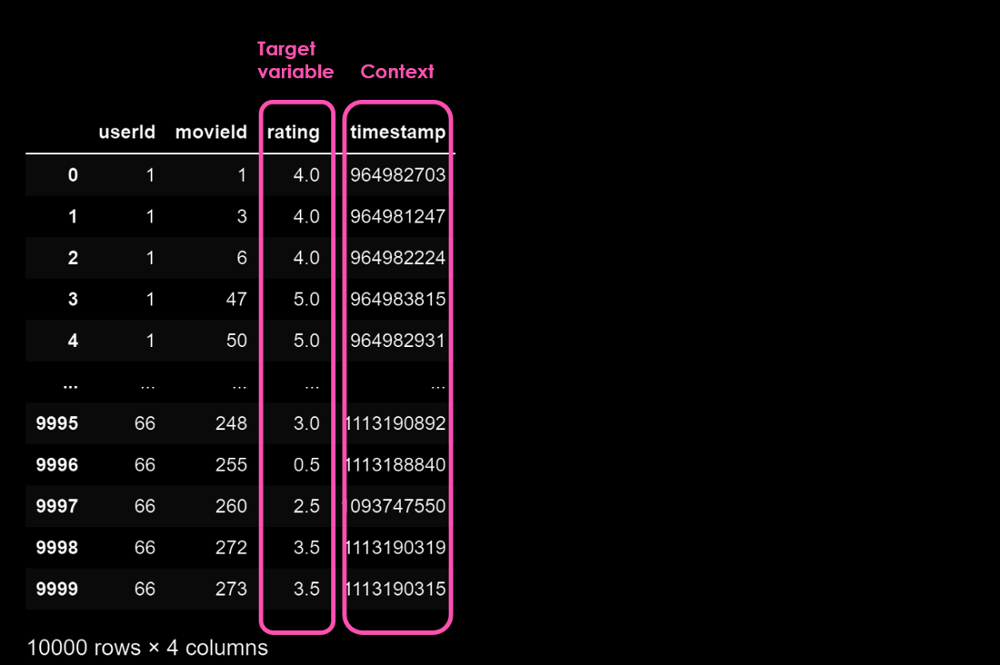 Target
variable Context
userId movieId rating timestamp
0 1 1 4.0 964982703
1 1 3 4.0 964981247
2 1 6 4.0 964982224
3 1 47 5.0 964983815
4 1 50 5.0 964982931
... ... ... ... ...
9995 66 248 3.0 1113190892
9996 66 255 0.5 1113188840
9997 66 260 2.5 1093747550
9998 66 272 3.5 1113190319
9999 66 273 3.5 1113190315
10000 rows × 4 columns